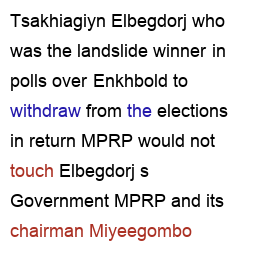 Tsakhiagiyn Elbegdorj who
was the landslide winner in
polls over Enkhbold to
withdraw from the elections
in return MPRP would not
touch Elbegdorj s
Government MPRP and its
chairman Miyeegombo